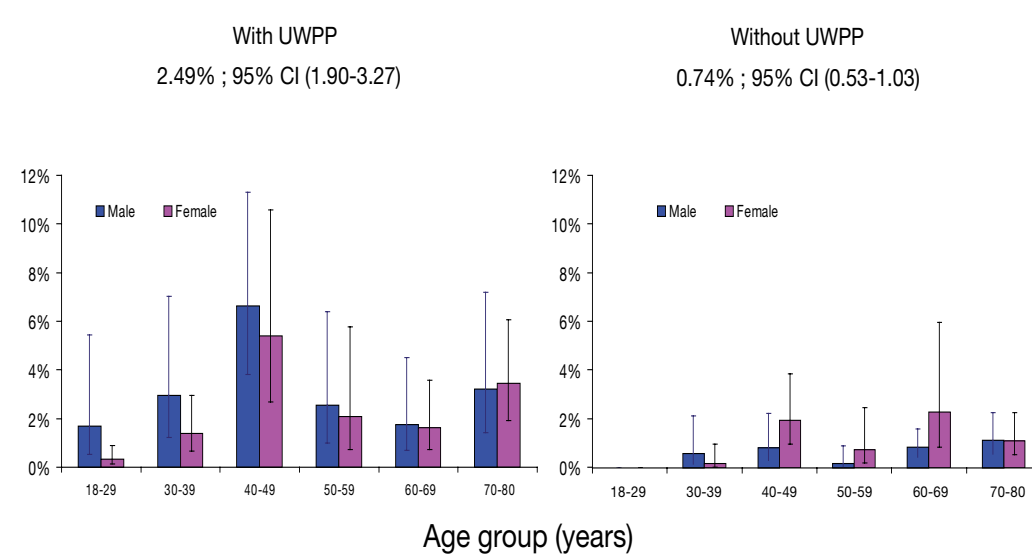 With UWPP
2.49% ; 95% CI (1.90-3.27)
12%
10%
8%
6%
4%
2%
0%
Male Female
18-29 30-39 40-49 50-59 60-69 70-80
Without UWPP
0.74% ; 95% CI (0.53-1.03)
12%
10%
8%
6%
4%
2%
0%
Male Female
18-29 30-39 40-49 50-59 60-69 70-80
Age group (years)